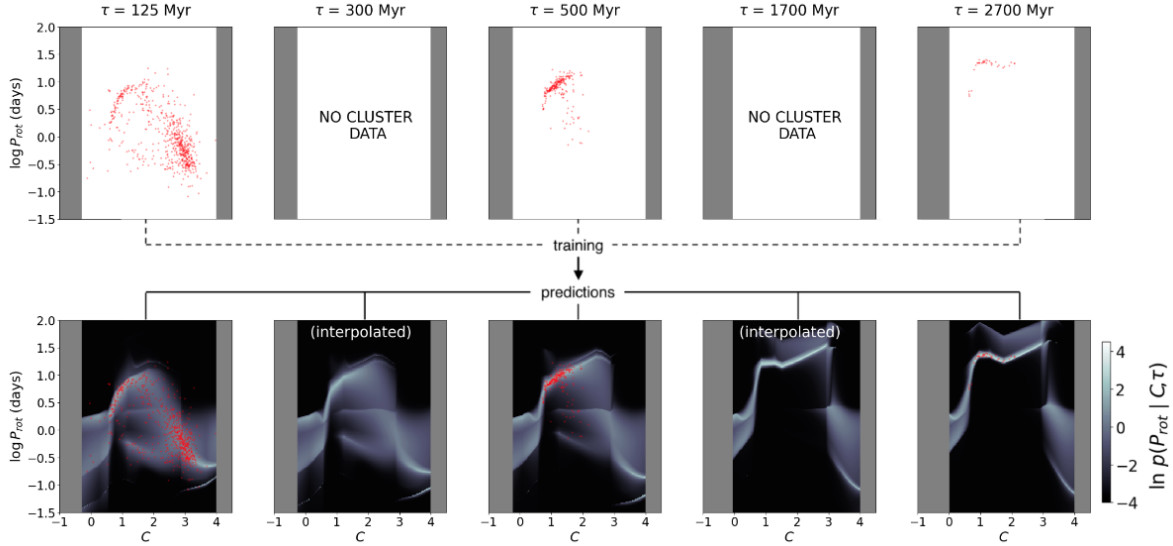 τ = 125 Myr
τ = 300 Myr
τ = 500 Myr
τ = 1700 Myr
τ = 2700 Myr
log P_rot (days)
2.0
1.5
1.0
0.5
0.0
−0.5
−1.0
−1.5
NO CLUSTER
DATA
NO CLUSTER
DATA
training
predictions
(interpolated)
(interpolated)
log P_rot (days)
2.0
1.5
1.0
0.5
0.0
−0.5
−1.0
−1.5
−1 0 1 2 3 4
C
−1 0 1 2 3 4
C
−1 0 1 2 3 4
C
−1 0 1 2 3 4
C
−1 0 1 2 3 4
C
4
2
0
−2
−4
ln p(P_rot | C,τ)